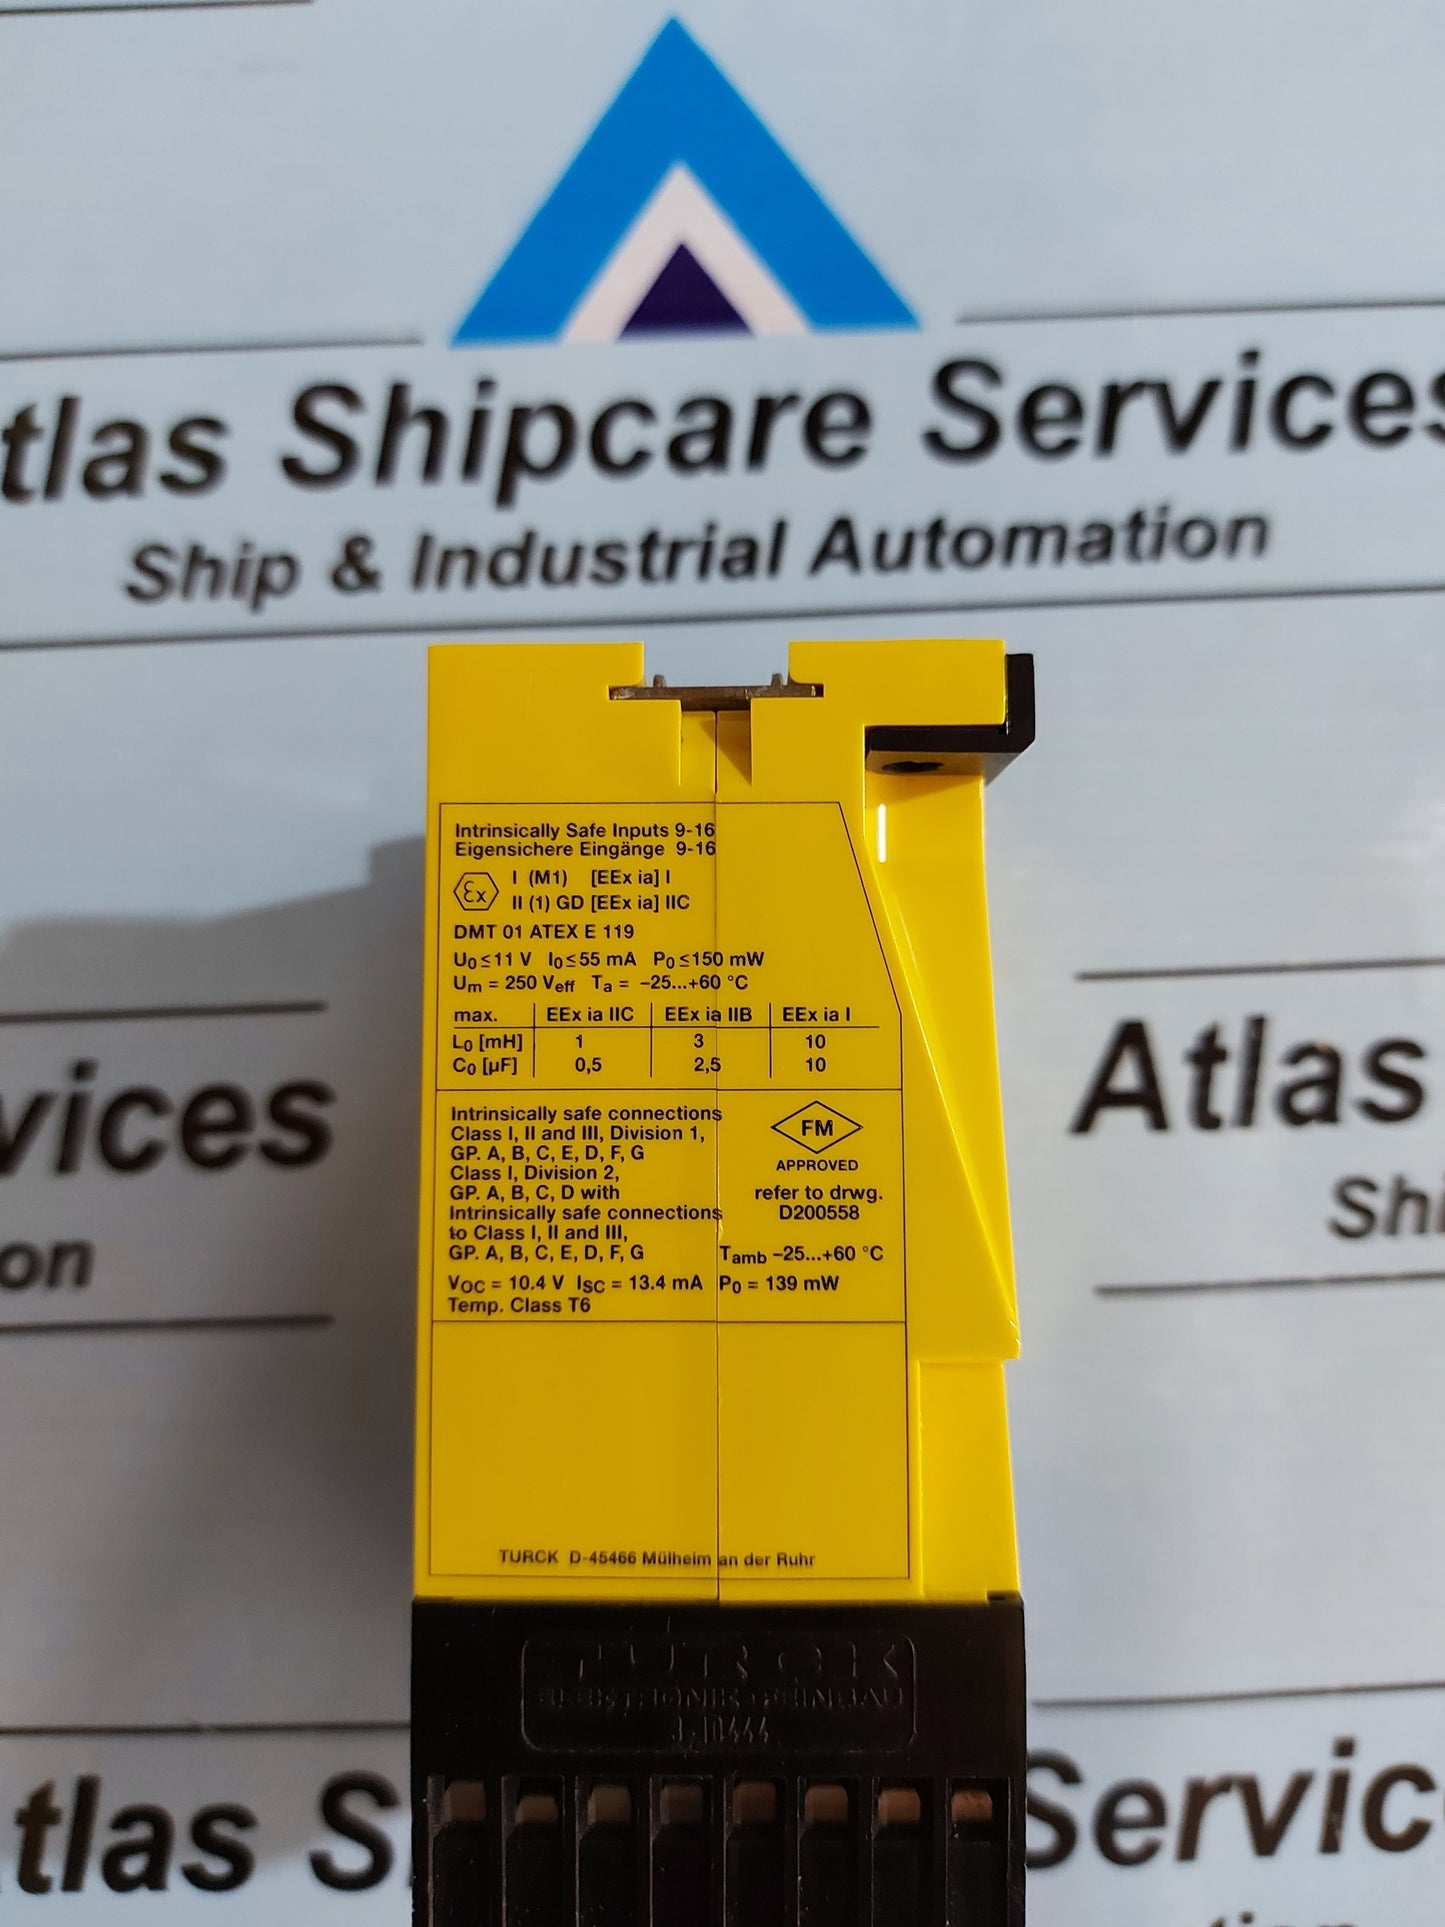 tlas Shipcare Services
Ship & Industrial Automation
vices
on
Atlas
Shi
Intrinsically Safe Inputs 9-16
Eigensichere Eingänge 9-16
Ex I (M1) [EEx ia] I
II (1) GD [EEx ia] IIC
DMT 01 ATEX E 119
U0≤11 V I0≤55 mA P0≤150 mW
Um = 250 Veff Ta = -25...+60 °C
max. EEx ia IIC EEx ia IIB EEx ia I
L0 [mH] 1 3 10
C0 [µF] 0,5 2,5 10
Intrinsically safe connections
Class I, II and III, Division 1,
GP. A, B, C, E, D, F, G
Class I, Division 2,
GP. A, B, C, D with
Intrinsically safe connections
to Class I, II and III,
GP. A, B, C, E, D, F, G
FM
APPROVED
refer to drwg.
D200558
Tamb -25...+60 °C
VOC = 10.4 V ISC = 13.4 mA P0 = 139 mW
Temp. Class T6
TURCK D-45466 Mülheim an der Ruhr
TURCK
3-10444
tlas S
Servic